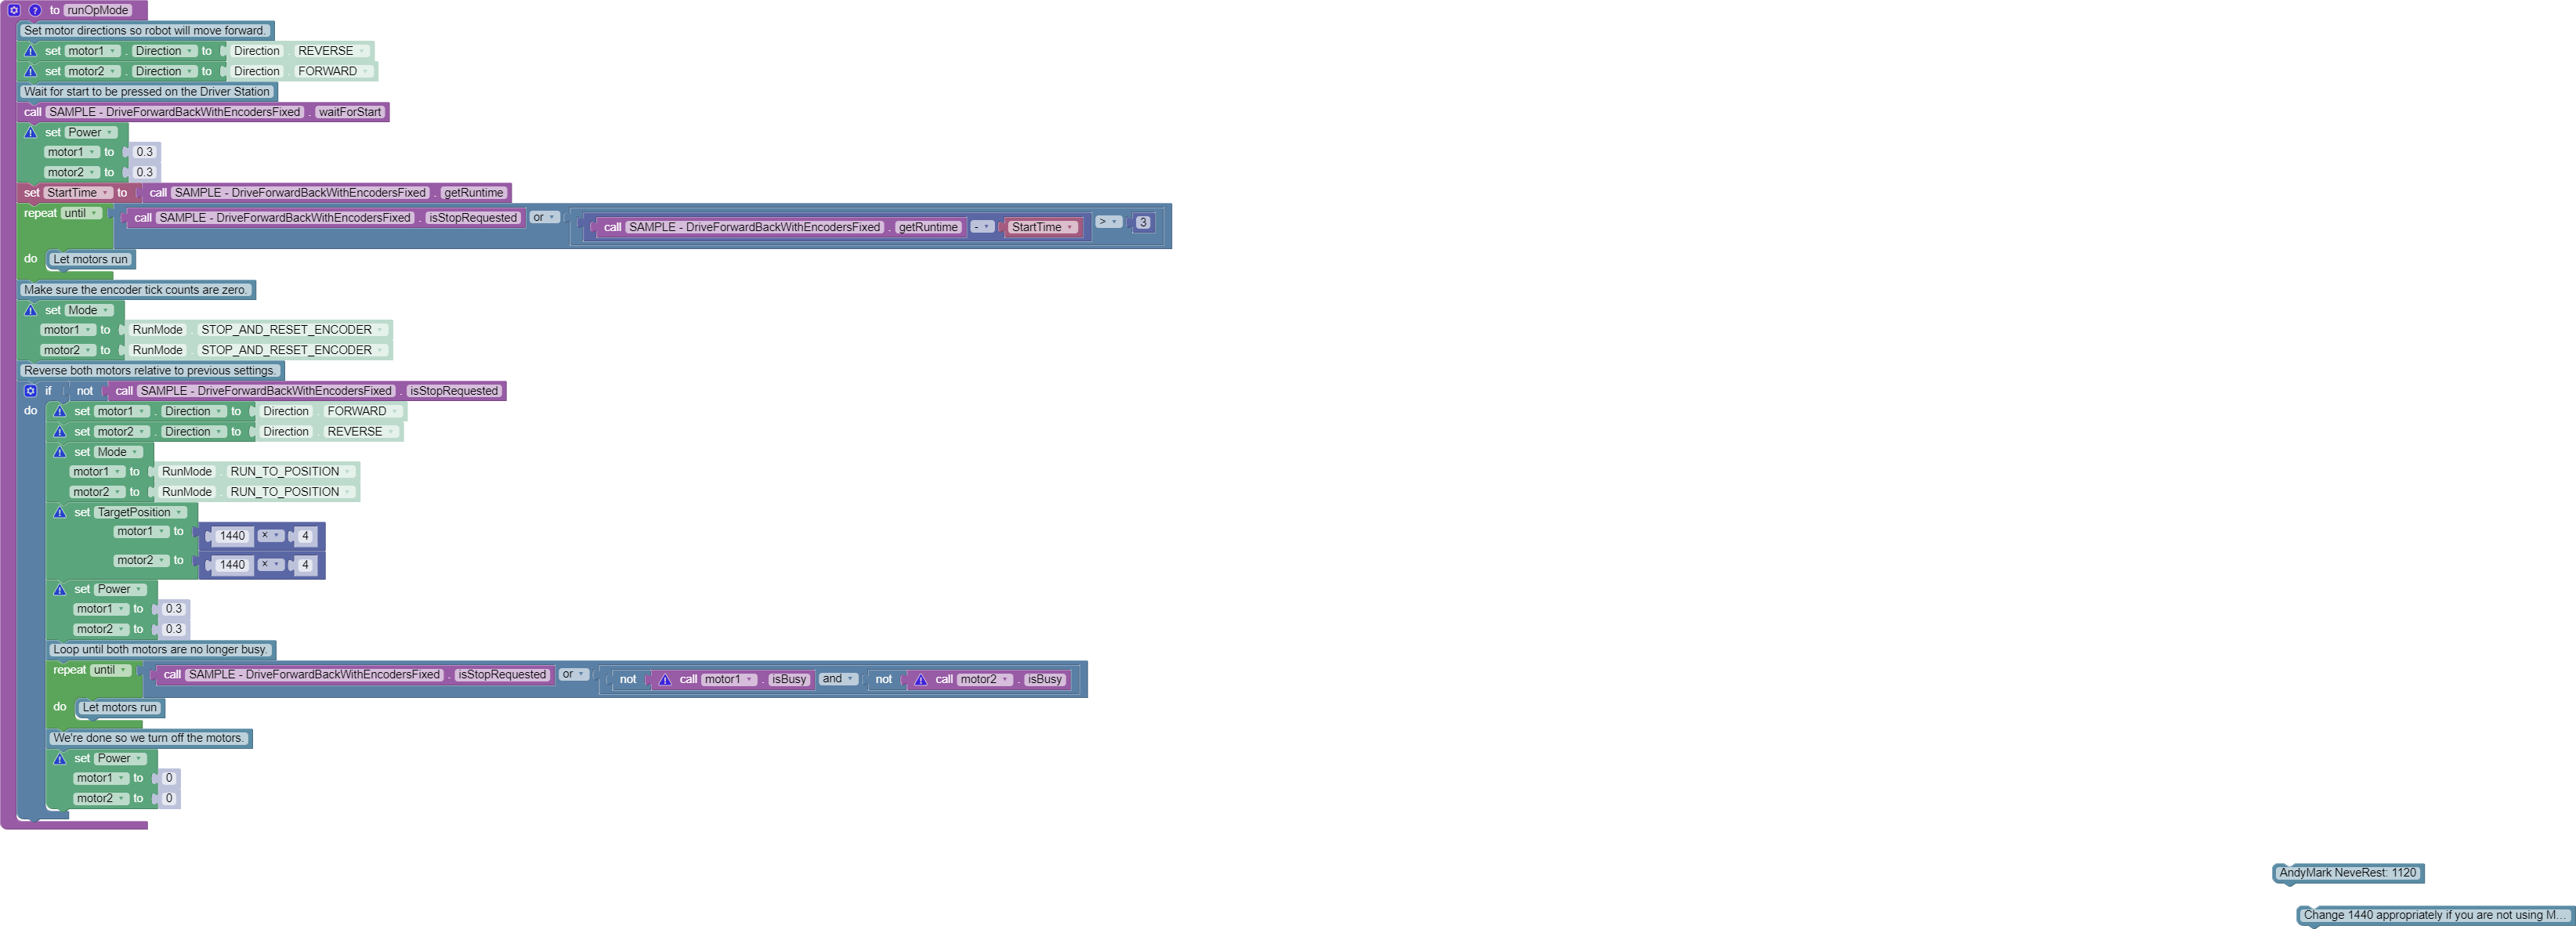 to runOpMode
Set motor directions so robot will move forward.
set motor1 . Direction to Direction . REVERSE
set motor2 . Direction to Direction . FORWARD
Wait for start to be pressed on the Driver Station
call SAMPLE - DriveForwardBackWithEncodersFixed . waitForStart
set Power
motor1 to 0.3
motor2 to 0.3
set StartTime to call SAMPLE - DriveForwardBackWithEncodersFixed . getRuntime
repeat until call SAMPLE - DriveForwardBackWithEncodersFixed . isStopRequested or call SAMPLE - DriveForwardBackWithEncodersFixed . getRuntime - StartTime > 3
do Let motors run
Make sure the encoder tick counts are zero.
set Mode
motor1 to RunMode . STOP_AND_RESET_ENCODER
motor2 to RunMode . STOP_AND_RESET_ENCODER
Reverse both motors relative to previous settings.
if not call SAMPLE - DriveForwardBackWithEncodersFixed . isStopRequested
do set motor1 . Direction to Direction . FORWARD
set motor2 . Direction to Direction . REVERSE
set Mode
motor1 to RunMode . RUN_TO_POSITION
motor2 to RunMode . RUN_TO_POSITION
set TargetPosition
motor1 to 1440 × 4
motor2 to 1440 × 4
set Power
motor1 to 0.3
motor2 to 0.3
Loop until both motors are no longer busy.
repeat until call SAMPLE - DriveForwardBackWithEncodersFixed . isStopRequested or not call motor1 . isBusy and not call motor2 . isBusy
do Let motors run
We're done so we turn off the motors.
set Power
motor1 to 0
motor2 to 0
AndyMark NeveRest: 1120
Change 1440 appropriately if you are not using M...